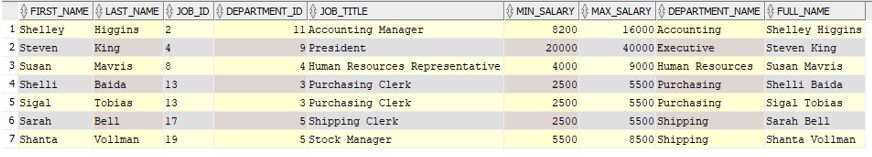 FIRST_NAME LAST_NAME JOB_ID DEPARTMENT_ID JOB_TITLE MIN_SALARY MAX_SALARY DEPARTMENT_NAME FULL_NAME
1 Shelley Higgins 2 11 Accounting Manager 8200 16000 Accounting Shelley Higgins
2 Steven King 4 9 President 20000 40000 Executive Steven King
3 Susan Mavris 8 4 Human Resources Representative 4000 9000 Human Resources Susan Mavris
4 Shelli Baida 13 3 Purchasing Clerk 2500 5500 Purchasing Shelli Baida
5 Sigal Tobias 13 3 Purchasing Clerk 2500 5500 Purchasing Sigal Tobias
6 Sarah Bell 17 5 Shipping Clerk 2500 5500 Shipping Sarah Bell
7 Shanta Vollman 19 5 Stock Manager 5500 8500 Shipping Shanta Vollman